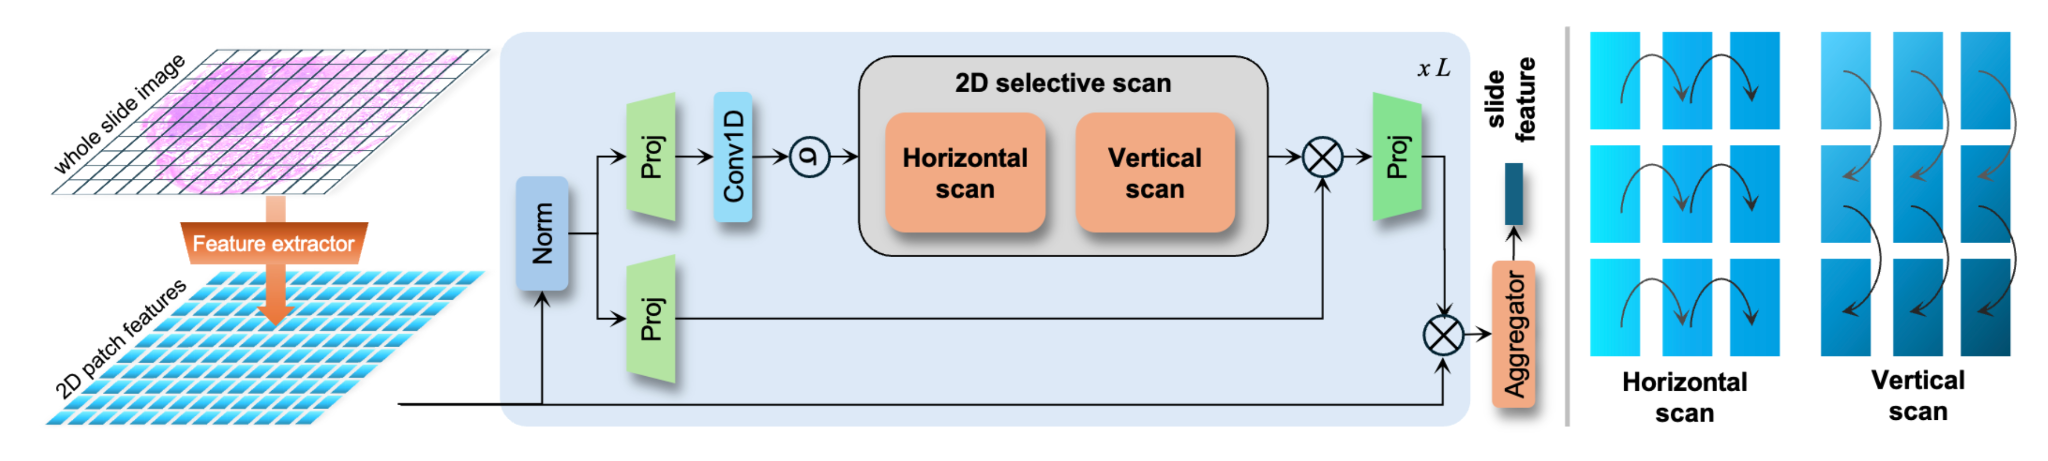 whole slide image
Feature extractor
2D patch features
Norm
Proj
Conv1D
σ
2D selective scan
Horizontal
scan
Vertical
scan
Proj
Proj
x L
Aggregator
slide
feature
Horizontal
scan
Vertical
scan